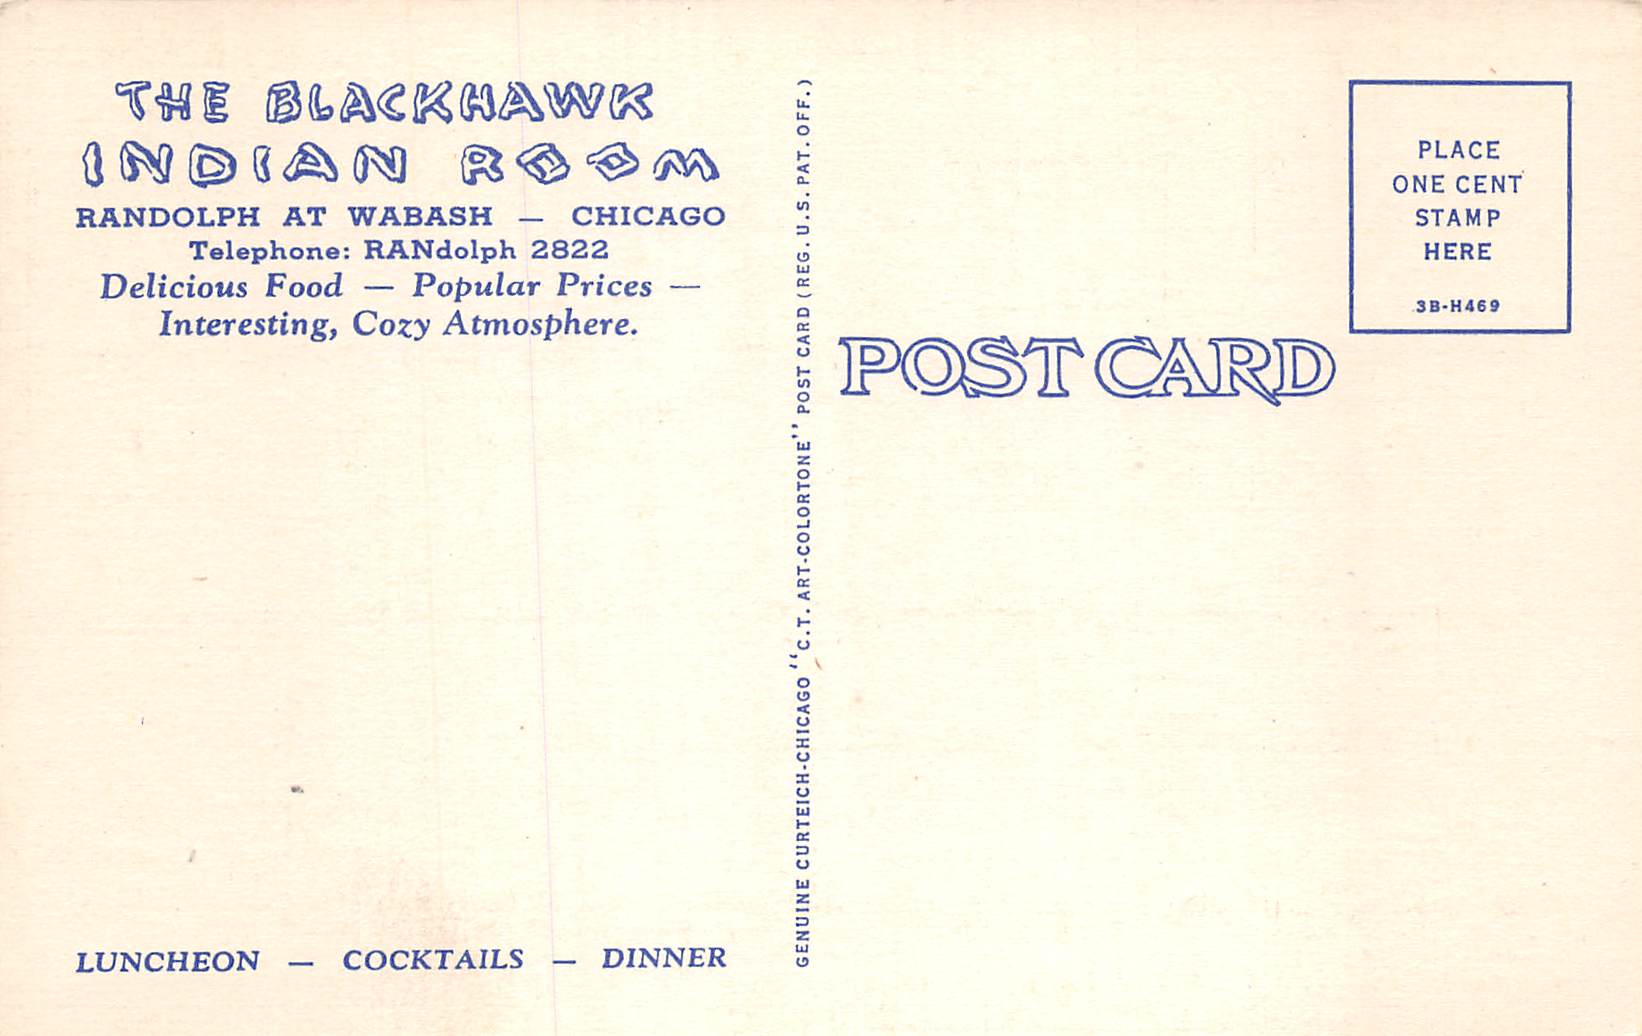 THE BLACKHAWK
INDIAN ROOM
RANDOLPH AT WABASH — CHICAGO
Telephone: RANdolph 2822
Delicious Food — Popular Prices —
Interesting, Cozy Atmosphere.
LUNCHEON — COCKTAILS — DINNER
GENUINE CURTEICH-CHICAGO "C.T. ART-COLORTONE" POST CARD (REG. U.S. PAT. OFF.)
POST CARD
PLACE
ONE CENT
STAMP
HERE
3B-H469